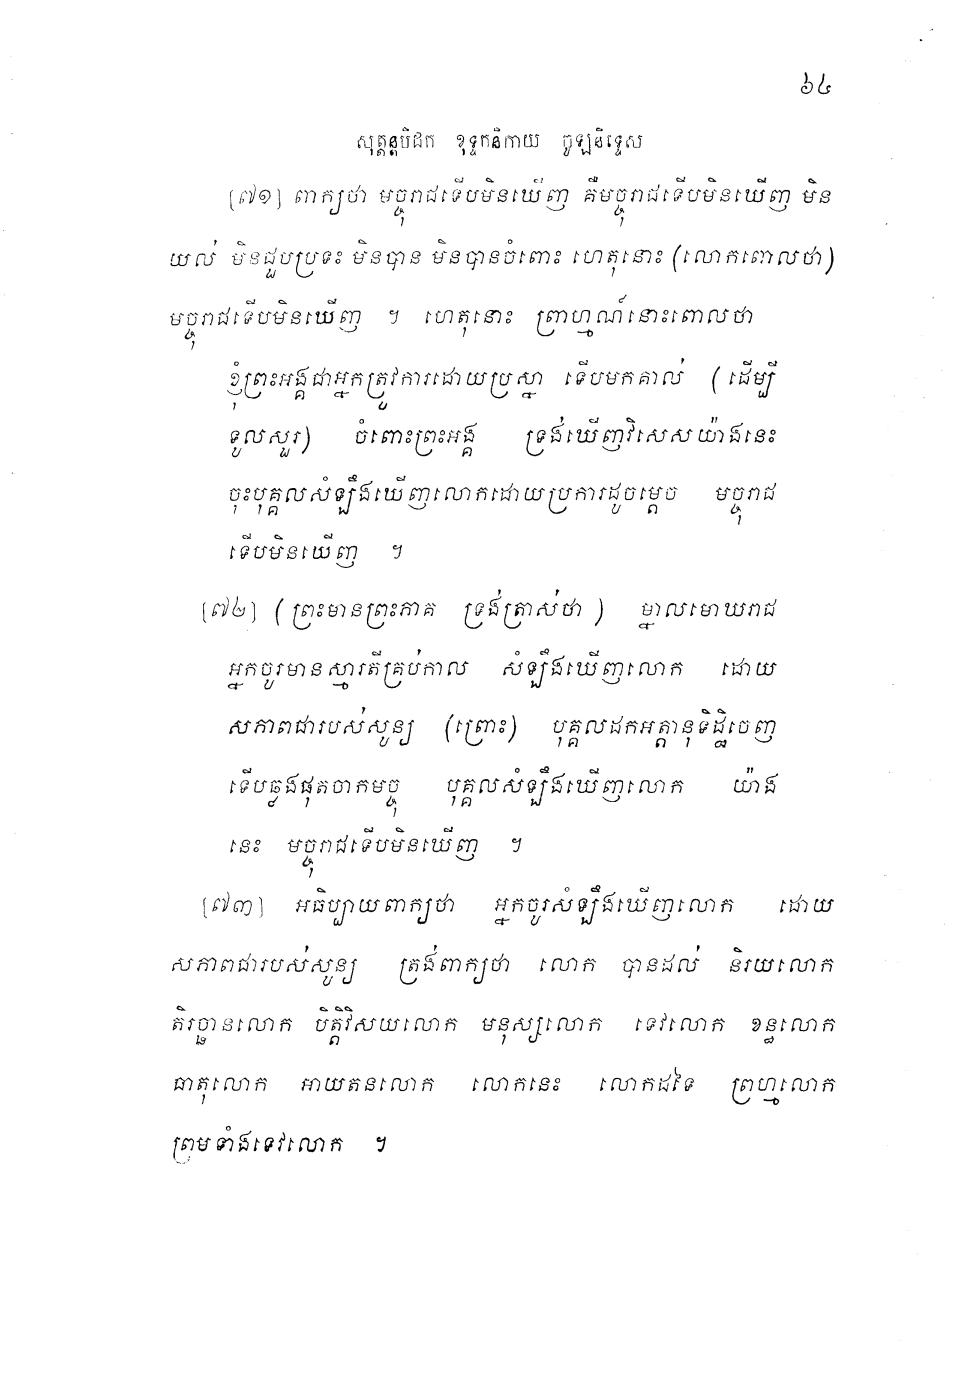 ៦៤
សុត្តន្តបិដក ខុទ្ទកនិកាយ ចូឡនិទ្ទេស
[៧១] ពាក្យថា មច្ចុរាជទើបមិនឃើញ គឺមច្ចុរាជទើបមិនឃើញ មិន
យល់ មិនជួបប្រទះ មិនបាន មិនបានចំពោះ ហេតុនោះ (លោកពោលថា)
មច្ចុរាជទើបមិនឃើញ ។ ហេតុនោះ ព្រាហ្មណ៍នោះពោលថា
ខ្ញុំព្រះអង្គជាអ្នកត្រូវការដោយប្រស្នា ទើបមកគាល់ (ដើម្បី
ទូលសួរ) ចំពោះព្រះអង្គ ទ្រង់ឃើញវិសេសយ៉ាងនេះ
ចុះបុគ្គលសំឡឹងឃើញលោកដោយប្រការដូចម្តេច មច្ចុរាជ
ទើបមិនឃើញ ។
[៧២] (ព្រះមានព្រះភាគ ទ្រង់ត្រាស់ថា) ម្នាលមោឃរាជ
អ្នកចូរមានស្មារតីគ្រប់កាល សំឡឹងឃើញលោក ដោយ
សភាពជារបស់សូន្យ (ព្រោះ) បុគ្គលដកអត្តានុទិដ្ឋិចេញ
ទើបឆ្លងផុតចាកមច្ចុ បុគ្គលសំឡឹងឃើញលោក យ៉ាង
នេះ មច្ចុរាជទើបមិនឃើញ ។
[៧៣] អធិប្បាយពាក្យថា អ្នកចូរសំឡឹងឃើញលោក ដោយ
សភាពជារបស់សូន្យ ត្រង់ពាក្យថា លោក បានដល់ និរយលោក
តិរច្ឆានលោក បិត្តិវិសយលោក មនុស្សលោក ទេវលោក ខន្ធលោក
ធាតុលោក អាយតនលោក លោកនេះ លោកដទៃ ព្រហ្មលោក
ព្រមទាំងទេវលោក ។